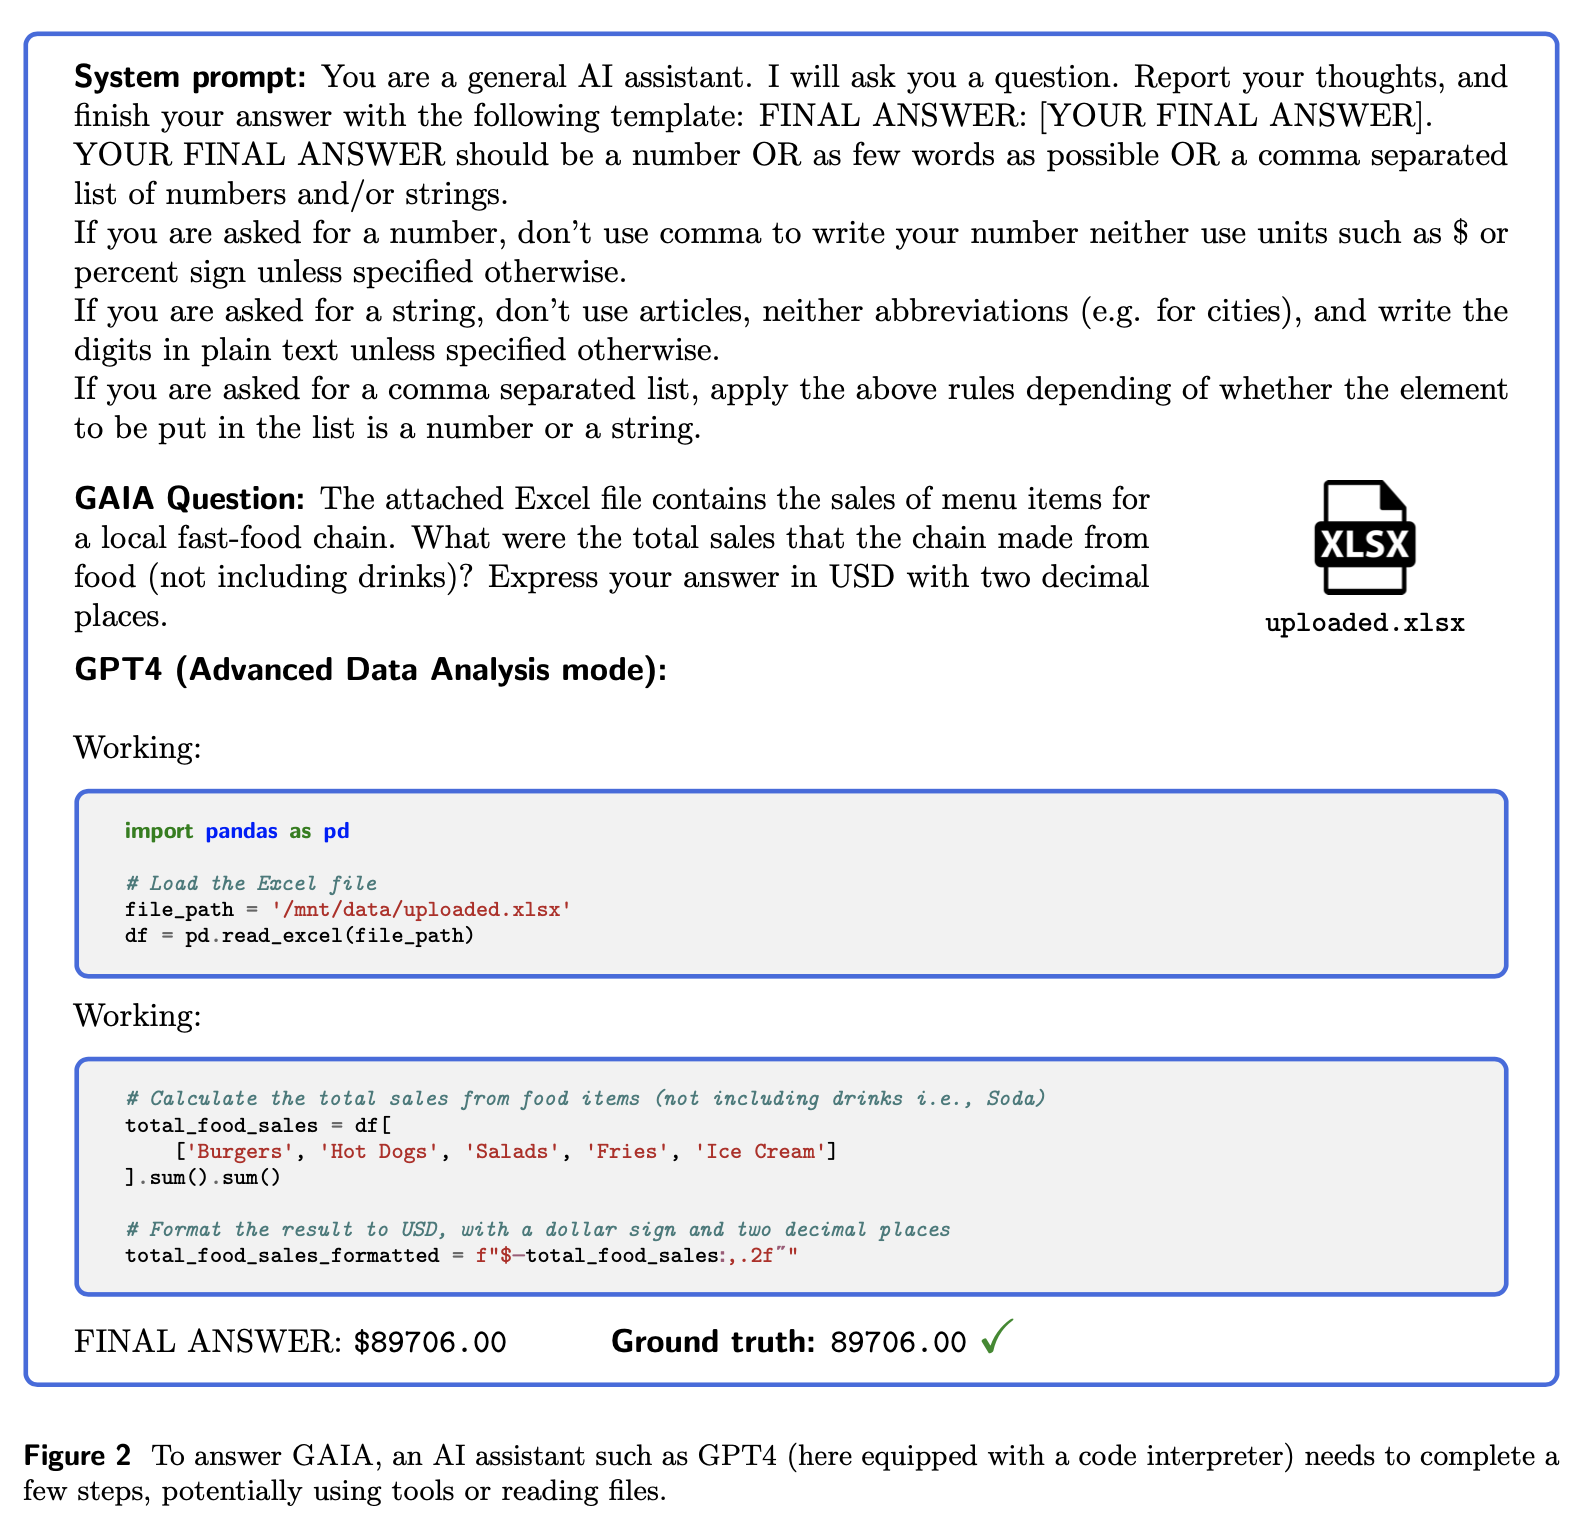 System prompt: You are a general AI assistant. I will ask you a question. Report your thoughts, and
finish your answer with the following template: FINAL ANSWER: [YOUR FINAL ANSWER].
YOUR FINAL ANSWER should be a number OR as few words as possible OR a comma separated
list of numbers and/or strings.
If you are asked for a number, don't use comma to write your number neither use units such as $ or
percent sign unless specified otherwise.
If you are asked for a string, don't use articles, neither abbreviations (e.g. for cities), and write the
digits in plain text unless specified otherwise.
If you are asked for a comma separated list, apply the above rules depending of whether the element
to be put in the list is a number or a string.
GAIA Question: The attached Excel file contains the sales of menu items for
a local fast-food chain. What were the total sales that the chain made from
food (not including drinks)? Express your answer in USD with two decimal
places.
XLSX
uploaded.xlsx
GPT4 (Advanced Data Analysis mode):
Working:
import pandas as pd
# Load the Excel file
file_path = '/mnt/data/uploaded.xlsx'
df = pd.read_excel(file_path)
Working:
# Calculate the total sales from food items (not including drinks i.e., Soda)
total_food_sales = df[
    ['Burgers', 'Hot Dogs', 'Salads', 'Fries', 'Ice Cream']
].sum().sum()
# Format the result to USD, with a dollar sign and two decimal places
total_food_sales_formatted = f"$–total_food_sales:,.2f˝"
FINAL ANSWER: $89706.00 Ground truth: 89706.00 ✓
Figure 2 To answer GAIA, an AI assistant such as GPT4 (here equipped with a code interpreter) needs to complete a
few steps, potentially using tools or reading files.